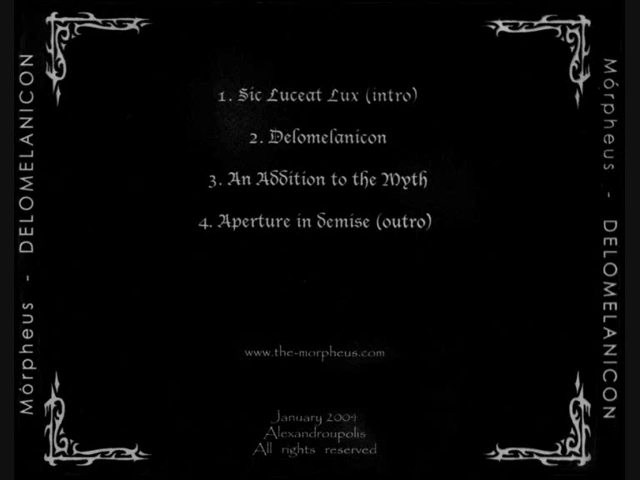 Mórpheus - DELOMELANICON
1. Sic Luceat Lux (intro)
2. Delomelanicon
3. An Addition to the Myth
4. Aperture in demise (outro)
www.the-morpheus.com
January 2004
Alexandroupolis
All rights reserved
Mórpheus - DELOMELANICON